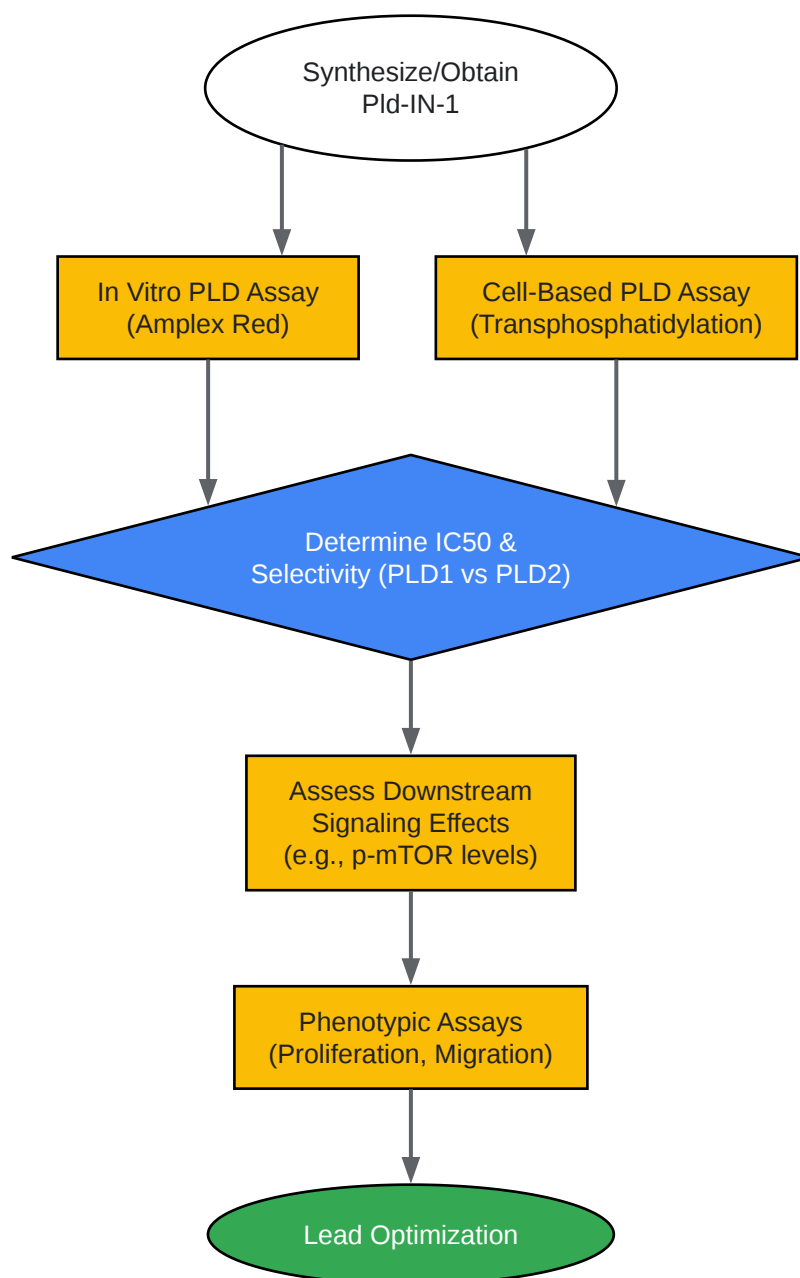 Synthesize/Obtain
Pld-IN-1
In Vitro PLD Assay
(Amplex Red)
Cell-Based PLD Assay
(Transphosphatidylation)
Determine IC50 &
Selectivity (PLD1 vs PLD2)
Assess Downstream
Signaling Effects
(e.g., p-mTOR levels)
Phenotypic Assays
(Proliferation, Migration)
Lead Optimization